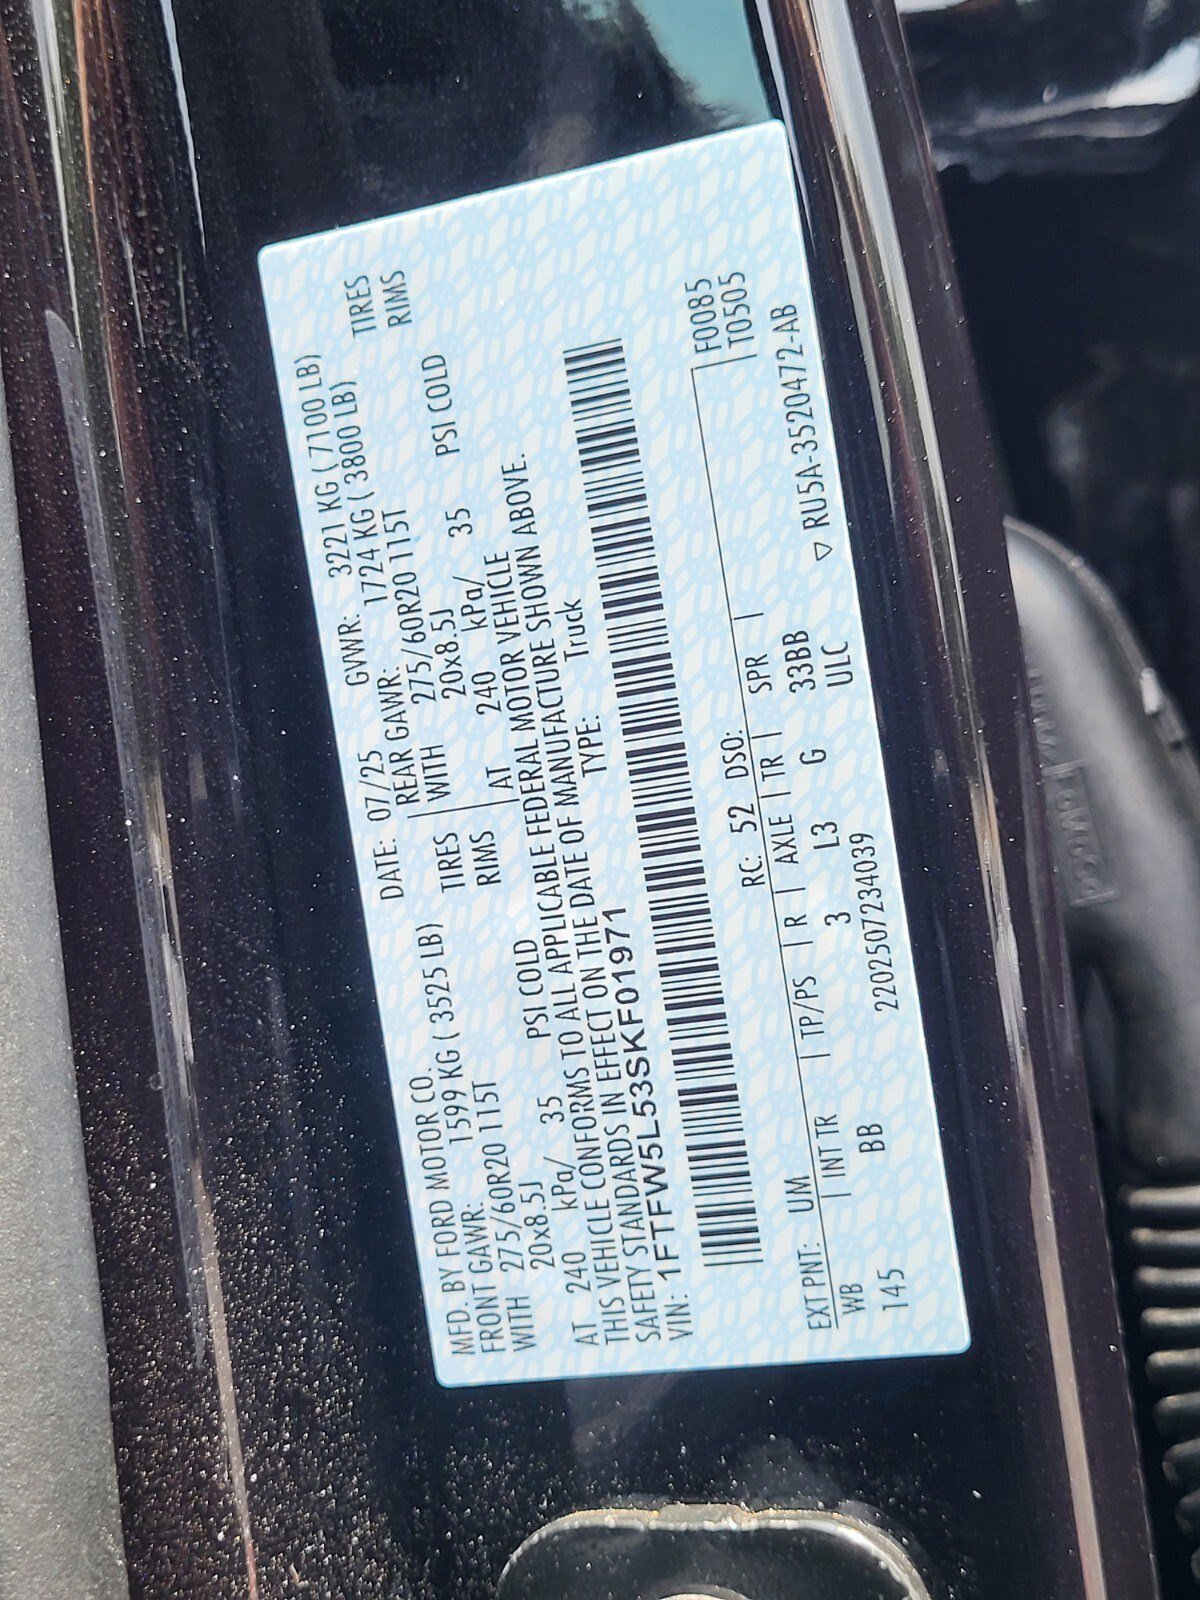 MFD. BY FORD MOTOR CO. DATE: 07/25 GVWR: 3221 KG ( 7100 LB)
FRONT GAWR: 1599 KG ( 3525 LB) REAR GAWR: 1724 KG ( 3800 LB)
WITH 275/60R20 115T TIRES WITH 275/60R20 115T TIRES
20x8.5J RIMS 20x8.5J RIMS
AT 240 kPa/ 35 PSI COLD AT 240 kPa/ 35 PSI COLD
THIS VEHICLE CONFORMS TO ALL APPLICABLE FEDERAL MOTOR VEHICLE
SAFETY STANDARDS IN EFFECT ON THE DATE OF MANUFACTURE SHOWN ABOVE.
VIN: 1FTFW5L53SKF01971 TYPE: Truck
EXT PNT: UM RC: 52 DSO: F0085
WB INT TR TP/PS R AXLE TR SPR T0505
145 BB 3 L3 G 33BB
2202507234039 ULC ▽ RU5A-3520472-AB